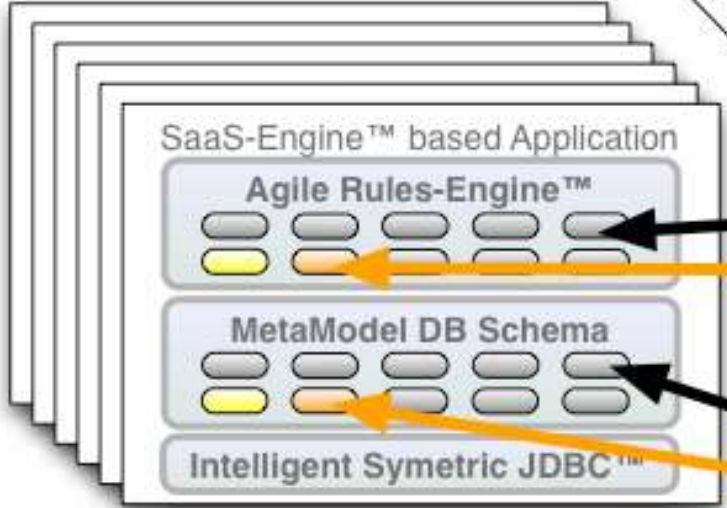 SaaS-Engine™ based Application
Agile Rules-Engine™
MetaModel DB Schema
Intelligent Symetric JDBC™